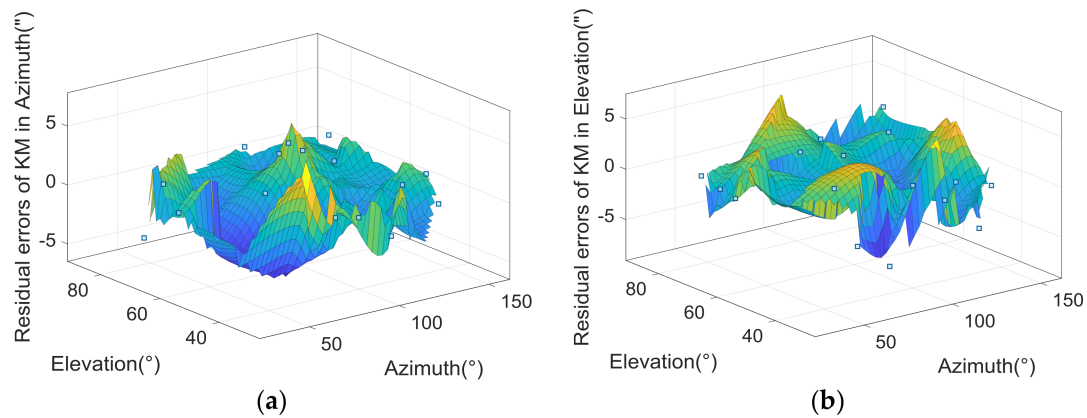 Residual errors of KM in Azimuth(")
5
0
-5
80
60
40
Elevation(°)
50
100
150
Azimuth(°)
(a)
Residual errors of KM in Elevation(")
5
0
-5
80
60
40
Elevation(°)
50
100
150
Azimuth(°)
(b)